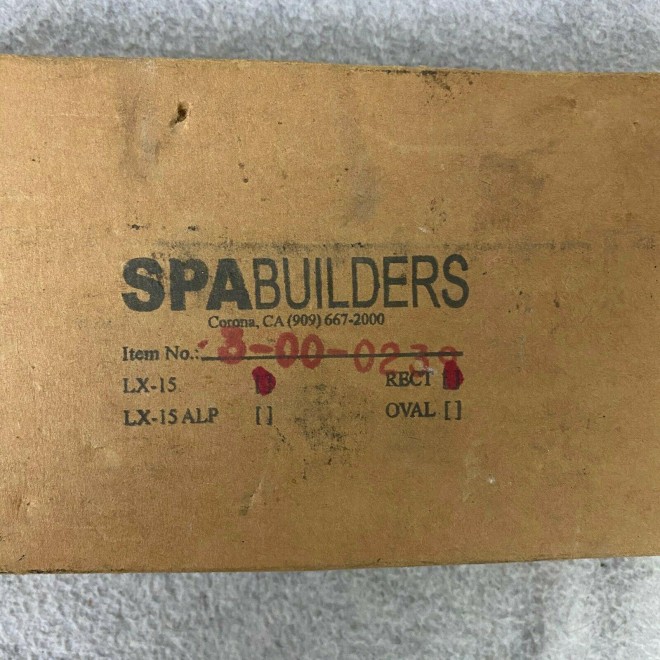 SPABUILDERS
Corona, CA (909) 667-2000
Item No.: 3-00-0230
LX-15 [ ] RECT [ ]
LX-15 ALP [ ] OVAL [ ]